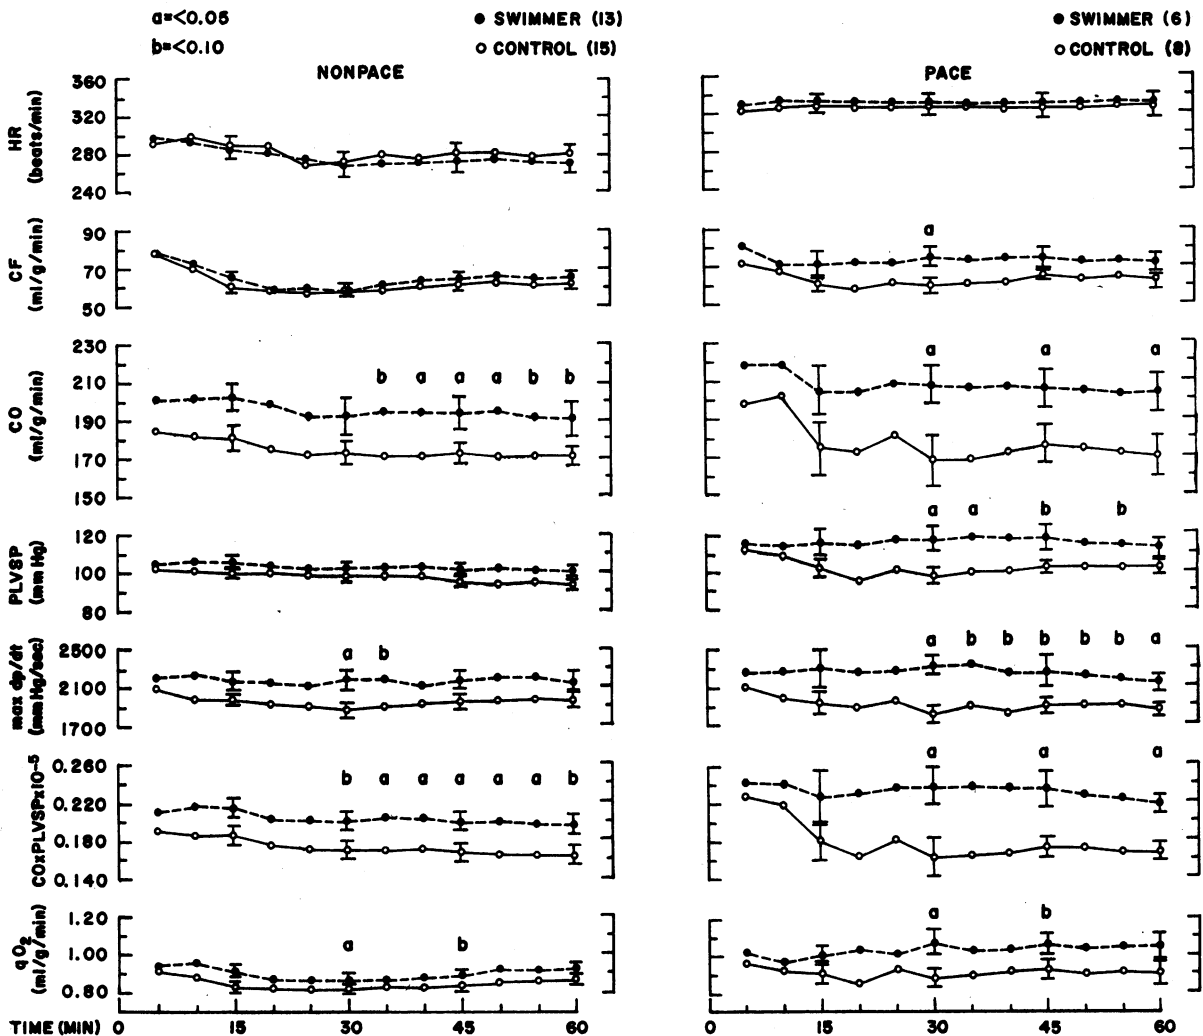 a=<0.05
● SWIMMER (13)
● SWIMMER (6)
b=<0.10
○ CONTROL (15)
○ CONTROL (8)
NONPACE
PACE
HR
(beats/min)
360
320
280
240
CF
(ml/g/min)
90
70
50
a
CO
(ml/g/min)
230
210
190
170
150
b a a a b b
a a a
PLVSP
(mm Hg)
120
100
80
a a b b
max dp/dt
(mmHg/sec)
2500
2100
1700
a b
a b b b b b a
COxPLVSPx10-5
0.260
0.220
0.180
0.140
b a a a a a b
a a a
qO2
(ml/g/min)
1.20
1.00
0.80
a b
a b
TIME (MIN) 0 15 30 45 60
0 15 30 45 60